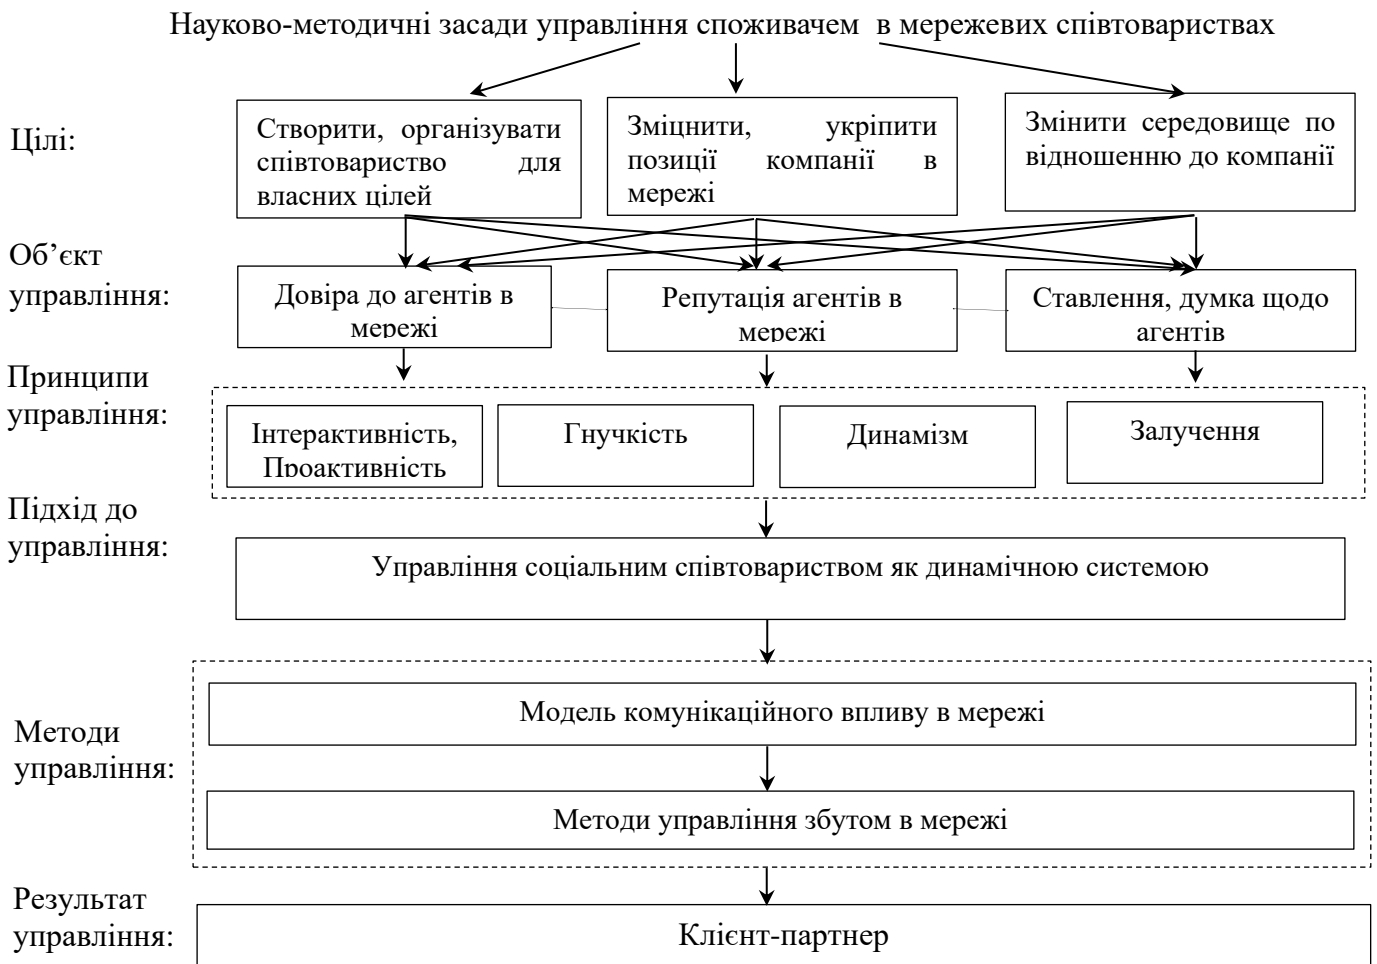 Науково-методичні засади управління споживачем в мережевих співтовариствах
Цілі:
Створити, організувати
співтовариство для
власних цілей
Зміцнити, укріпити
позиції компанії в
мережі
Змінити середовище по
відношенню до компанії
Об’єкт
управління:
Довіра до агентів в
мережі
Репутація агентів в
мережі
Ставлення, думка щодо
агентів
Принципи
управління:
Інтерактивність,
Проактивність
Гнучкість
Динамізм
Залучення
Підхід до
управління:
Управління соціальним співтовариством як динамічною системою
Методи
управління:
Модель комунікаційного впливу в мережі
Методи управління збутом в мережі
Результат
управління:
Клієнт-партнер